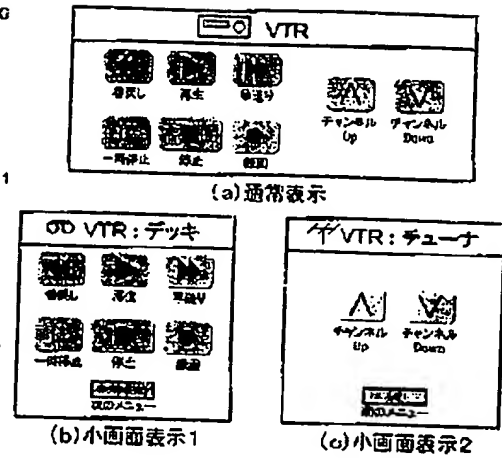 G
VTR
巻戻し 再生 早送り
チャンネル チャンネル
Up Down
一時停止 停止 録画
1
(a)通常表示
VTR:デッキ
巻戻し 再生 早送り
一時停止 停止 録画
次のメニュー
(b)小画面表示1
VTR:チューナ
チャンネル チャンネル
Up Down
前のメニュー
(c)小画面表示2